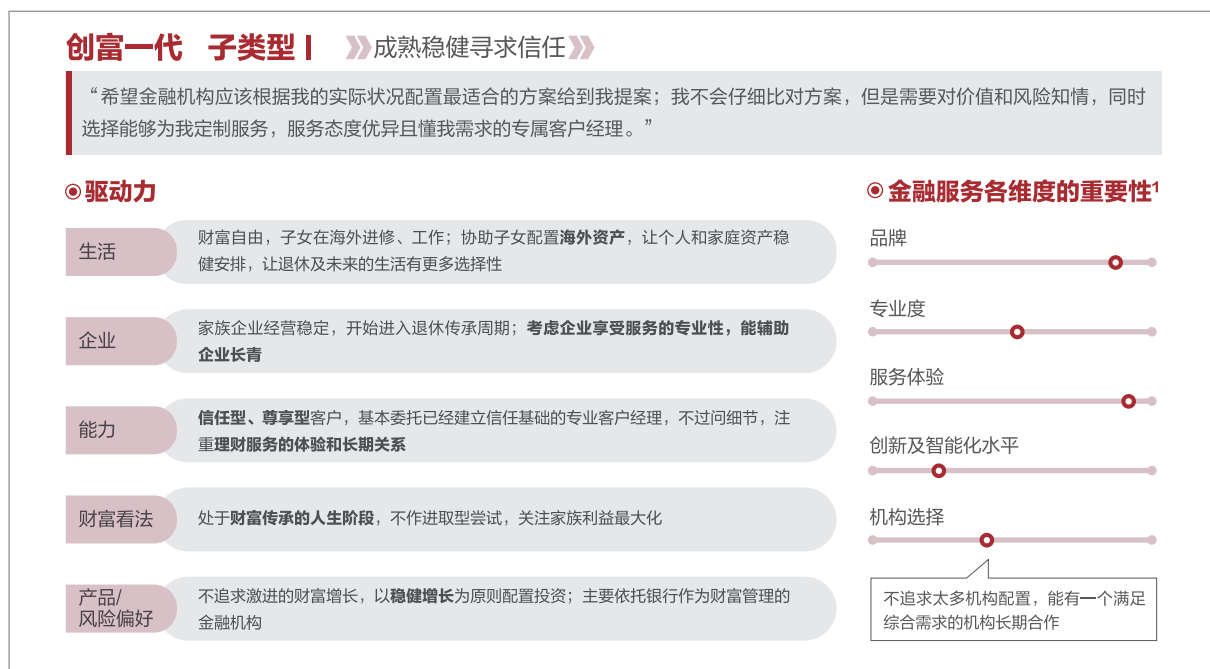 创富一代 子类型 I 成熟稳健寻求信任
“希望金融机构应该根据我的实际状况配置最适合的方案给到我提案；我不会仔细比对方案，但是需要对价值和风险知情，同时
选择能够为我定制服务，服务态度优异且懂我需求的专属客户经理。”
驱动力
生活
财富自由，子女在海外进修、工作；协助子女配置海外资产，让个人和家庭资产稳
健安排，让退休及未来的生活有更多选择性
企业
家族企业经营稳定，开始进入退休传承周期；考虑企业享受服务的专业性，能辅助
企业长青
能力
信任型、尊享型客户，基本委托已经建立信任基础的专业客户经理，不过问细节，注
重理财服务的体验和长期关系
财富看法
处于财富传承的人生阶段，不作进取型尝试，关注家族利益最大化
产品/
风险偏好
不追求激进的财富增长，以稳健增长为原则配置投资；主要依托银行作为财富管理的
金融机构
金融服务各维度的重要性1
品牌
专业度
服务体验
创新及智能化水平
机构选择
不追求太多机构配置，能有一个满足
综合需求的机构长期合作